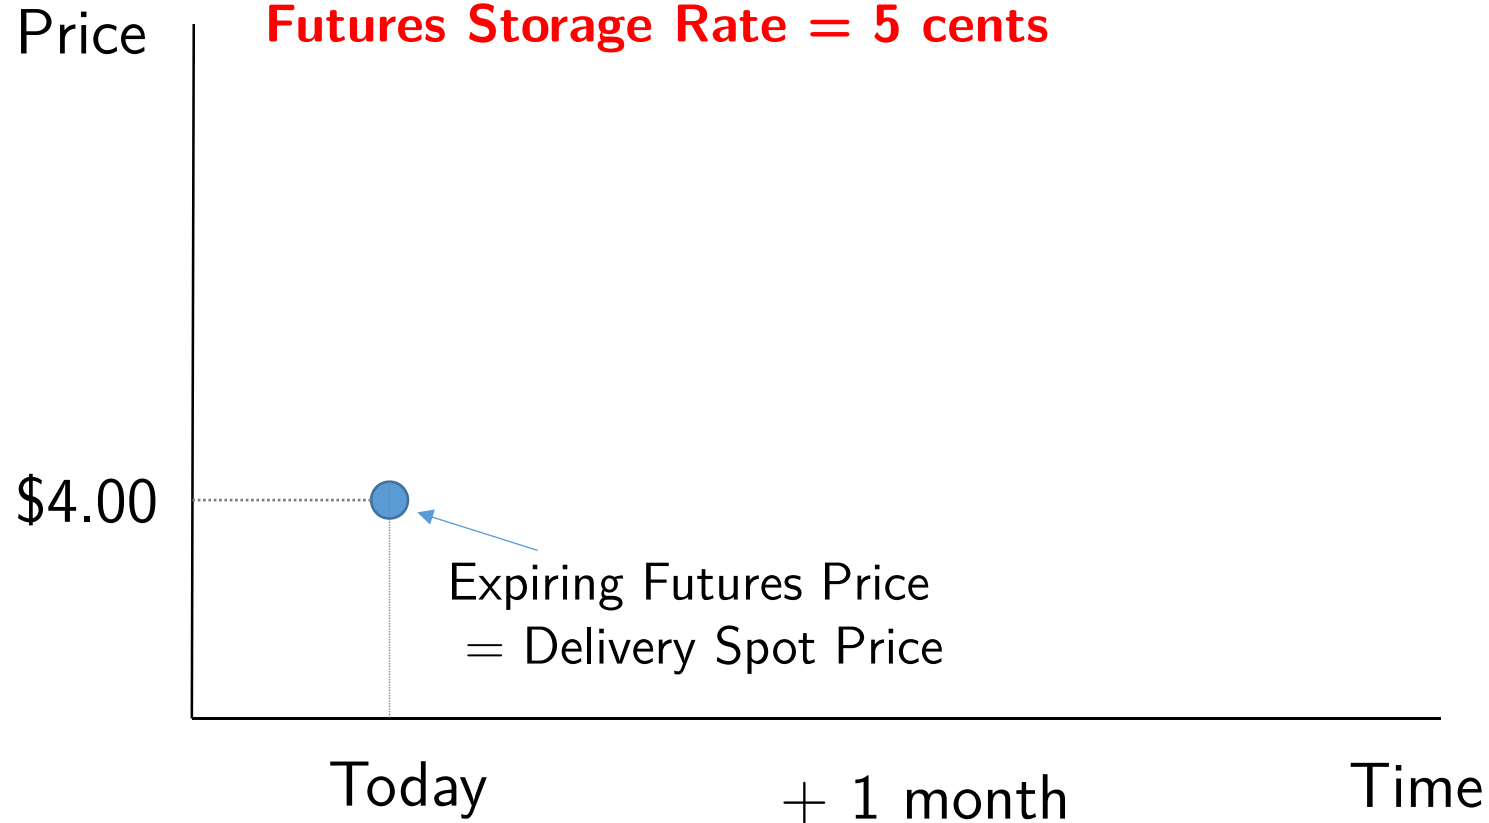 Price
Futures Storage Rate = 5 cents
$4.00
Expiring Futures Price
= Delivery Spot Price
Today
+ 1 month
Time